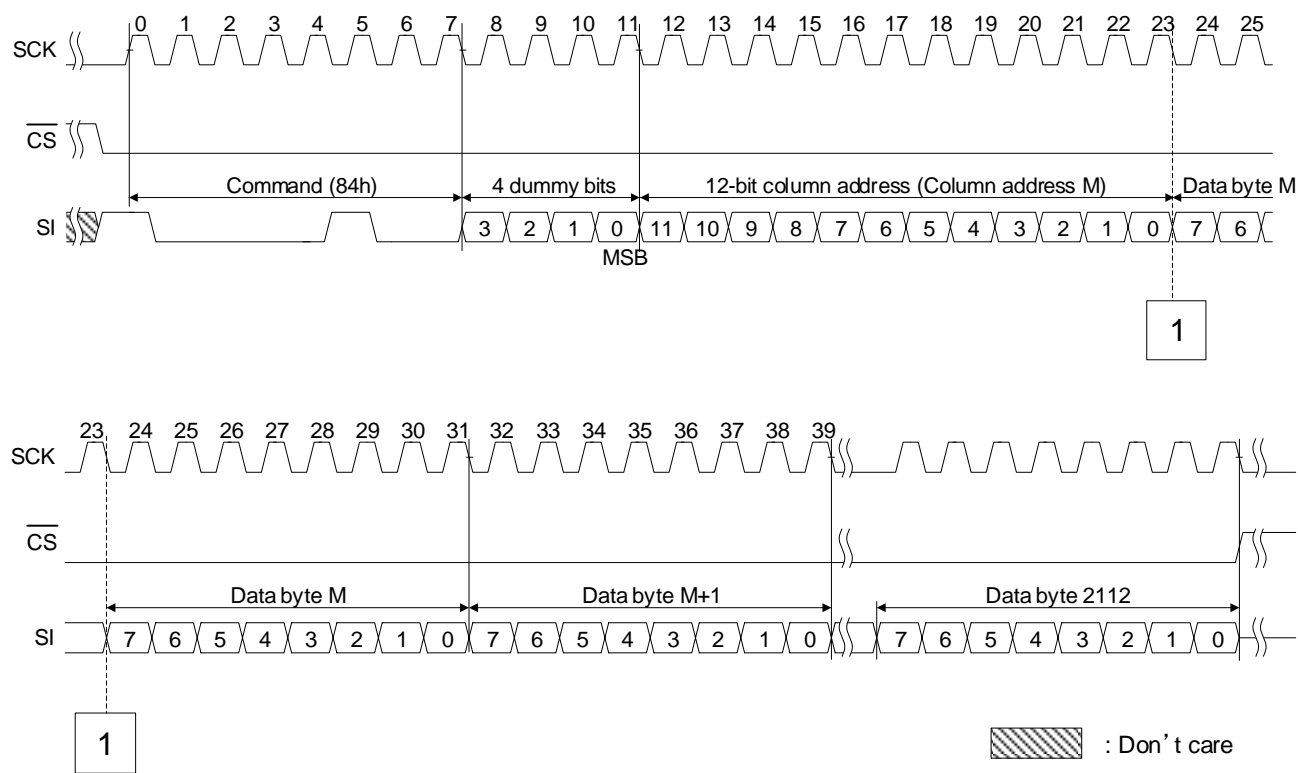 0 1 2 3 4 5 6 7 8 9 10 11 12 13 14 15 16 17 18 19 20 21 22 23 24 25
SCK
CS
Command (84h) 4 dummy bits 12-bit column address (Column address M) Data byte M
SI 3 2 1 0 11 10 9 8 7 6 5 4 3 2 1 0 7 6
MSB
1
23 24 25 26 27 28 29 30 31 32 33 34 35 36 37 38 39
SCK
CS
Data byte M Data byte M+1 Data byte 2112
SI 7 6 5 4 3 2 1 0 7 6 5 4 3 2 1 0 7 6 5 4 3 2 1 0
1
: Don't care